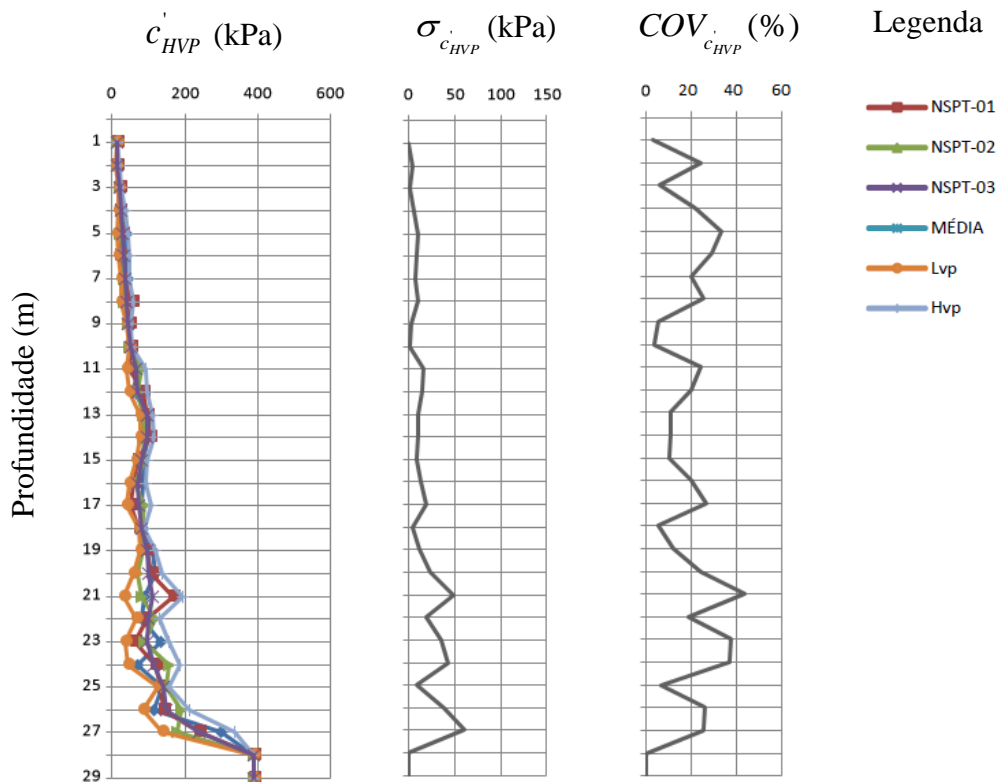 c'HVP (kPa)
σc'HVP (kPa)
COVc'HVP (%)
Legenda
0 200 400 600
0 50 100 150
0 20 40 60
Profundidade (m)
1
3
5
7
9
11
13
15
17
19
21
23
25
27
29
NSPT-01
NSPT-02
NSPT-03
MÉDIA
Lvp
Hvp